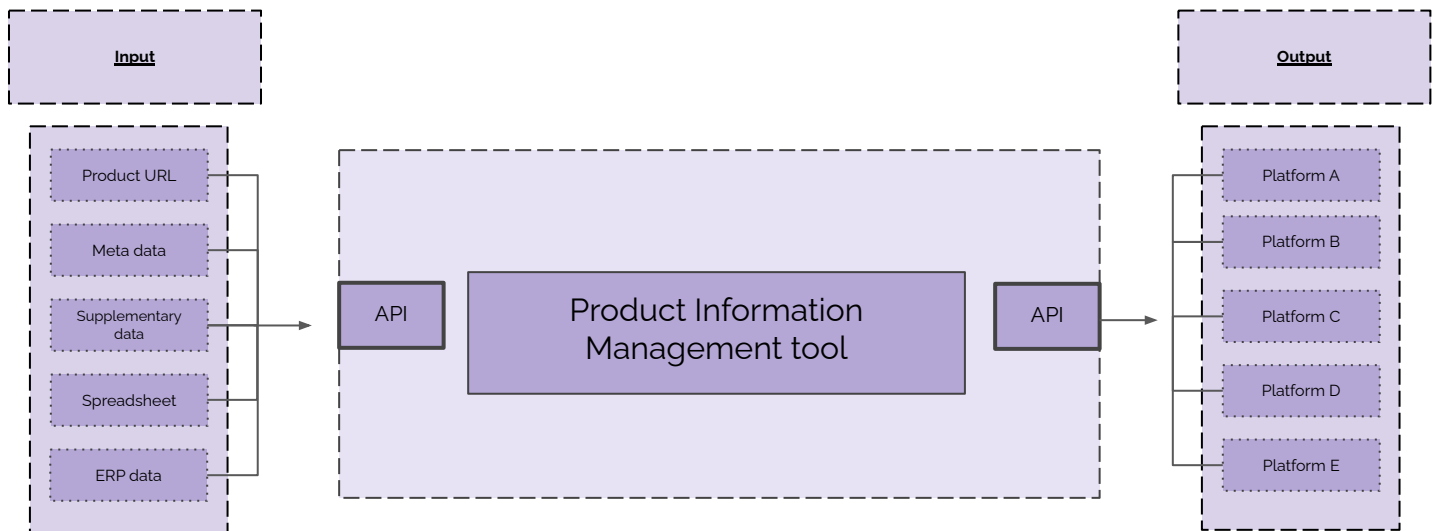 Input
Product URL
Meta data
Supplementary
data
Spreadsheet
ERP data
API
Product Information
Management tool
API
Output
Platform A
Platform B
Platform C
Platform D
Platform E